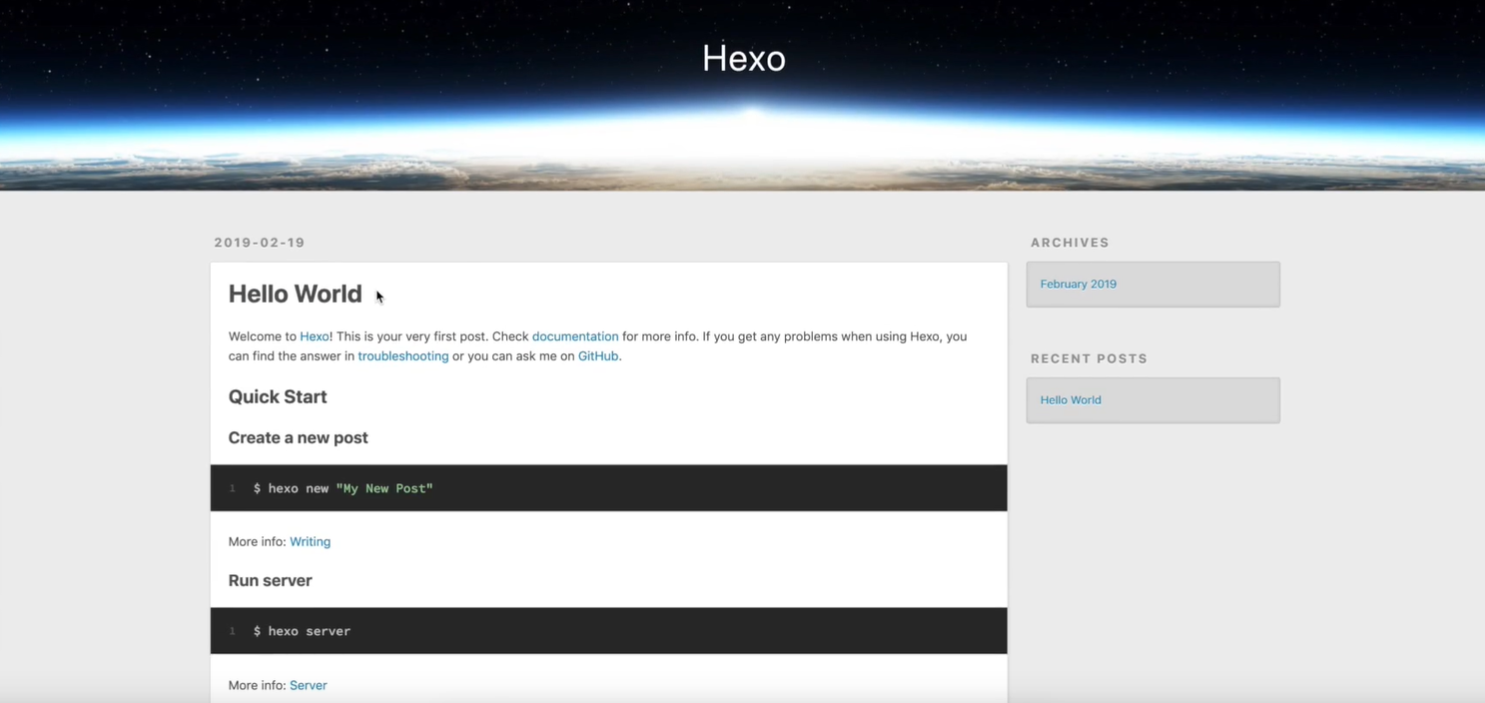 Hexo
2019-02-19
Hello World
Welcome to Hexo! This is your very first post. Check documentation for more info. If you get any problems when using Hexo, you
can find the answer in troubleshooting or you can ask me on GitHub.
Quick Start
Create a new post
1 $ hexo new "My New Post"
More info: Writing
Run server
1 $ hexo server
More info: Server
ARCHIVES
February 2019
RECENT POSTS
Hello World